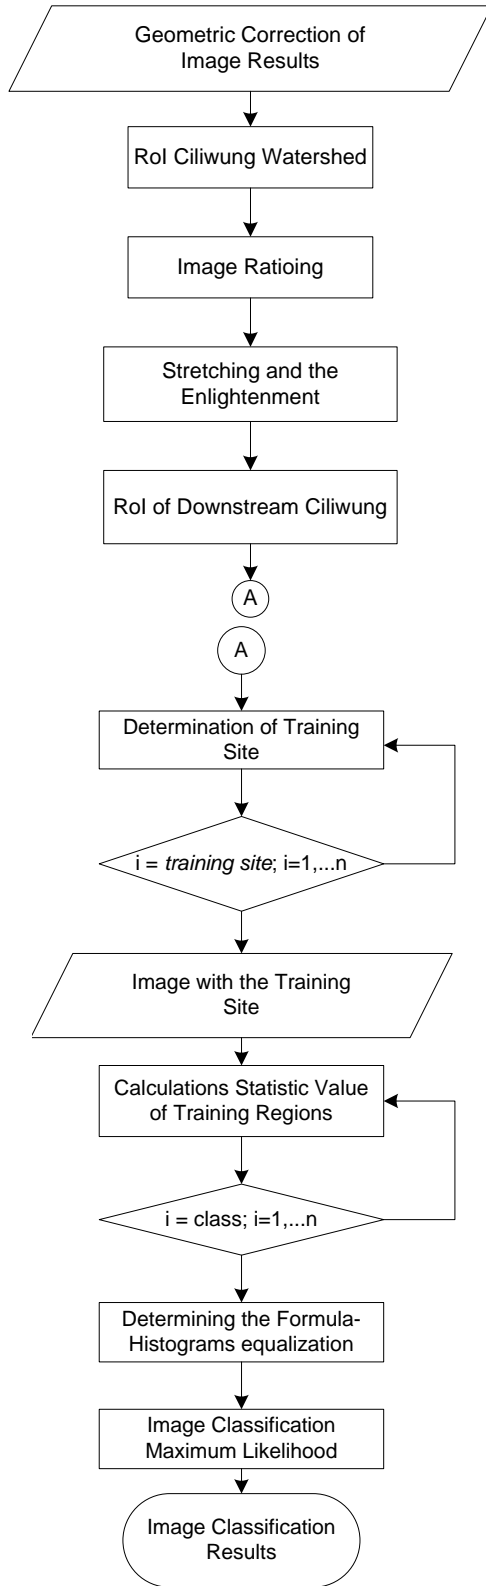 Geometric Correction of
Image Results
RoI Ciliwung Watershed
Image Ratioing
Stretching and the
Enlightenment
RoI of Downstream Ciliwung
A
A
Determination of Training
Site
i = training site; i=1,...n
Image with the Training
Site
Calculations Statistic Value
of Training Regions
i = class; i=1,...n
Determining the Formula-
Histograms equalization
Image Classification
Maximum Likelihood
Image Classification
Results